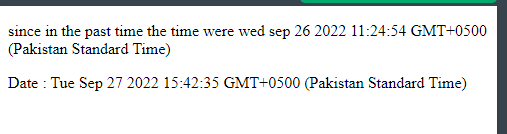 since in the past time the time were wed sep 26 2022 11:24:54 GMT+0500
(Pakistan Standard Time)
Date : Tue Sep 27 2022 15:42:35 GMT+0500 (Pakistan Standard Time)